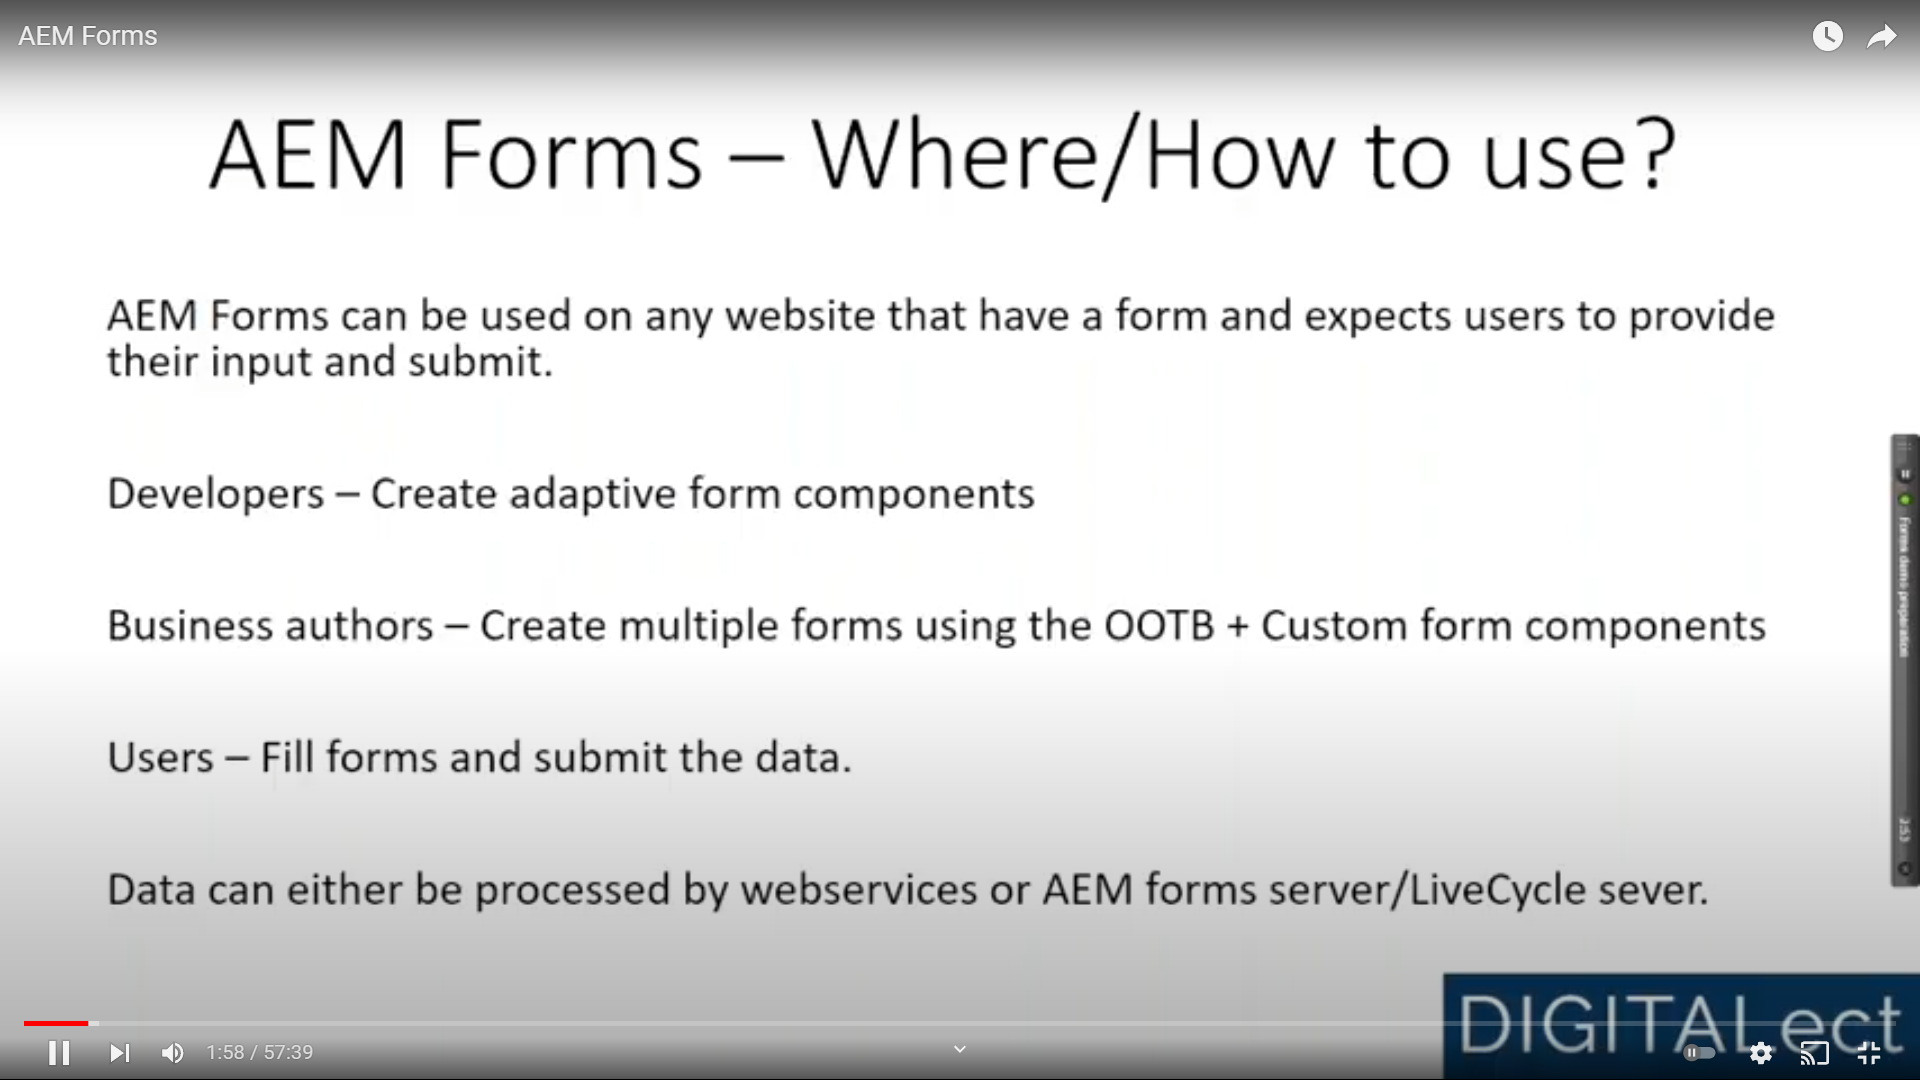 AEM Forms
AEM Forms – Where/How to use?
AEM Forms can be used on any website that have a form and expects users to provide
their input and submit.
Developers – Create adaptive form components
Business authors – Create multiple forms using the OOTB + Custom form components
Users – Fill forms and submit the data.
Data can either be processed by webservices or AEM forms server/LiveCycle sever.
Forms demo preperation
DIGITALect
1:58 / 57:39